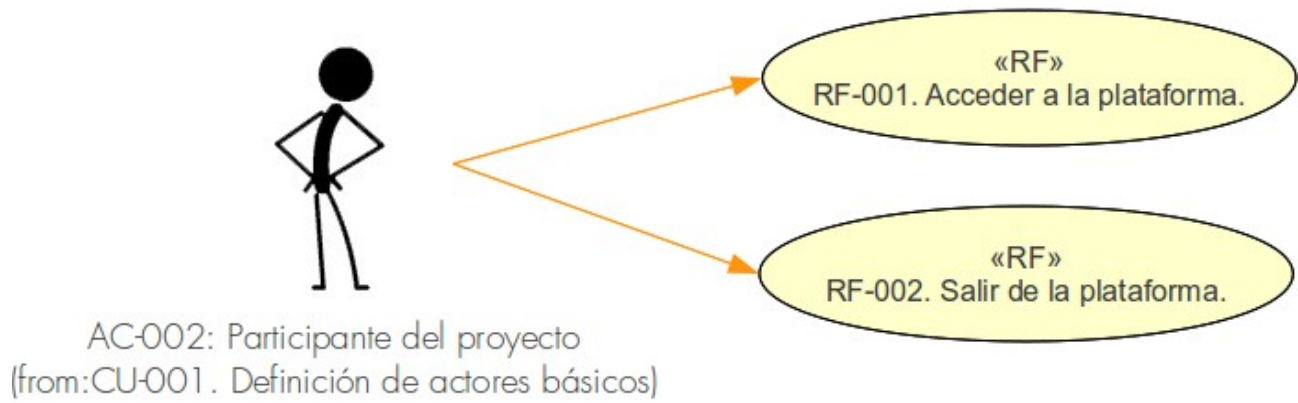 «RF»
RF-001. Acceder a la plataforma.
«RF»
RF-002. Salir de la plataforma.
AC-002: Participante del proyecto
(from:CU-001. Definición de actores básicos)